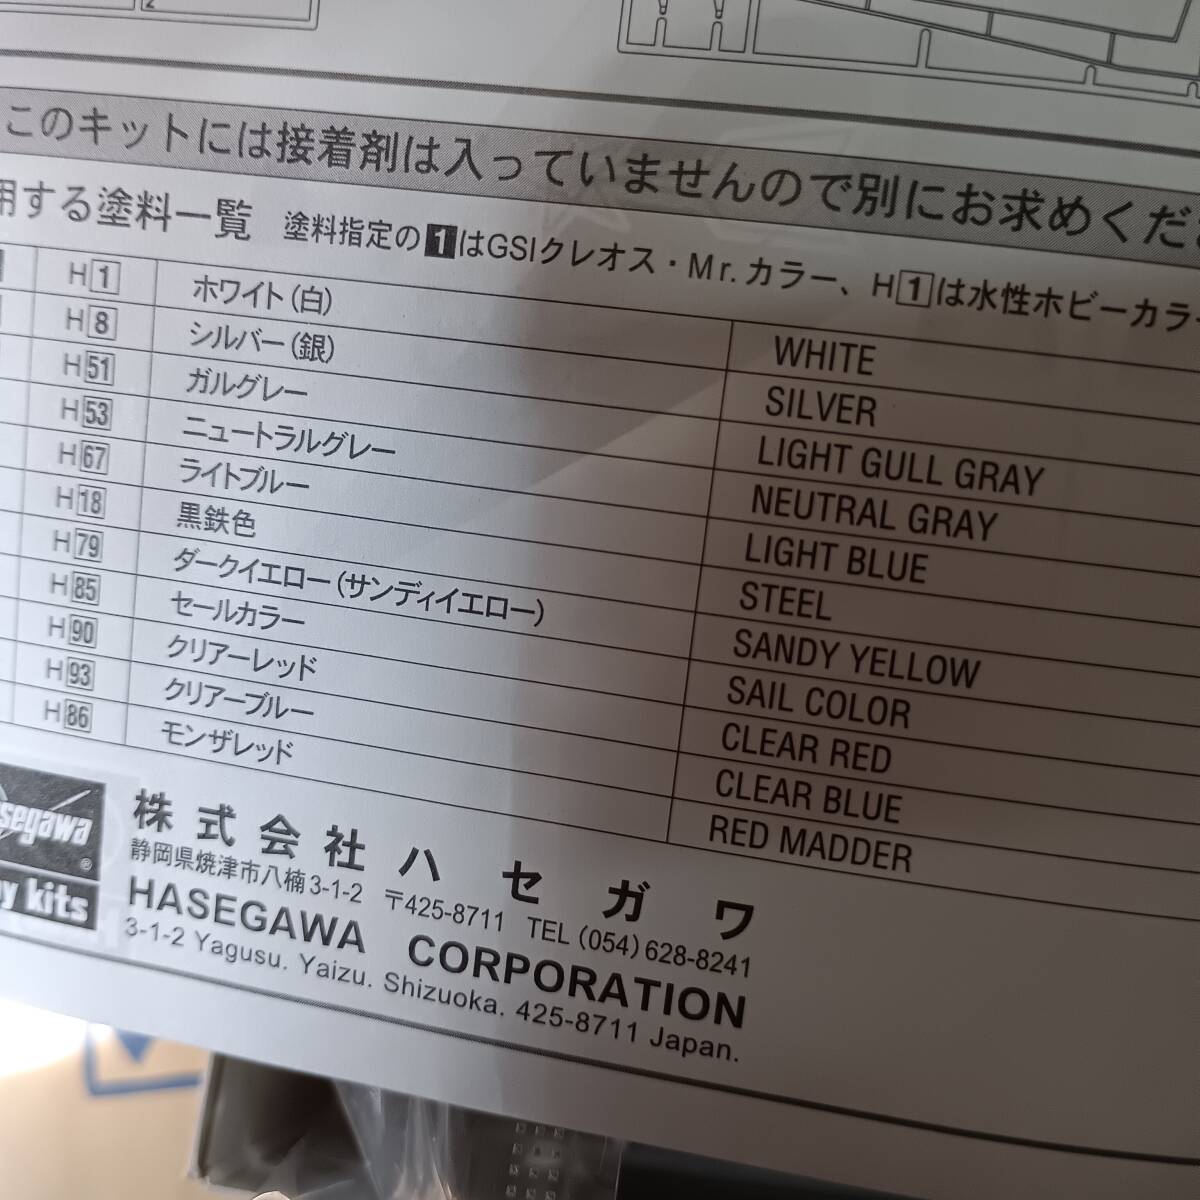 2
このキットには接着剤は入っていませんので別にお求めくださ
用する塗料一覧 塗料指定の1はGSIクレオス・Mr.カラー、H1は水性ホビーカラー
H1 ホワイト(白) WHITE
H8 シルバー(銀) SILVER
H51 ガルグレー LIGHT GULL GRAY
H53 ニュートラルグレー NEUTRAL GRAY
H67 ライトブルー LIGHT BLUE
H18 黒鉄色 STEEL
H79 ダークイエロー(サンディイエロー) SANDY YELLOW
H85 セールカラー SAIL COLOR
H90 クリアーレッド CLEAR RED
H93 クリアーブルー CLEAR BLUE
H86 モンザレッド RED MADDER
segawa ®
y kits
株式会社ハセガワ
静岡県焼津市八楠3-1-2 〒425-8711 TEL(054)628-8241
HASEGAWA CORPORATION
3-1-2 Yagusu. Yaizu. Shizuoka. 425-8711 Japan.